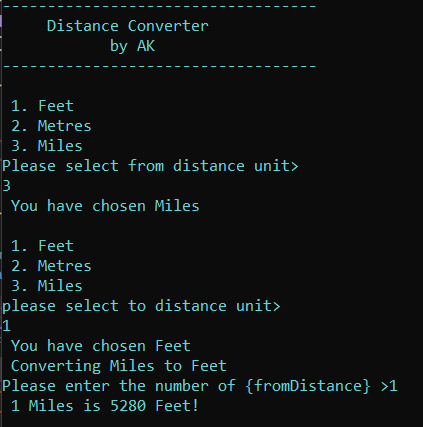 -----------------------------------
Distance Converter
by AK
-----------------------------------
1. Feet
2. Metres
3. Miles
Please select from distance unit>
3
You have chosen Miles
1. Feet
2. Metres
3. Miles
please select to distance unit>
1
You have chosen Feet
Converting Miles to Feet
Please enter the number of {fromDistance} >1
1 Miles is 5280 Feet!